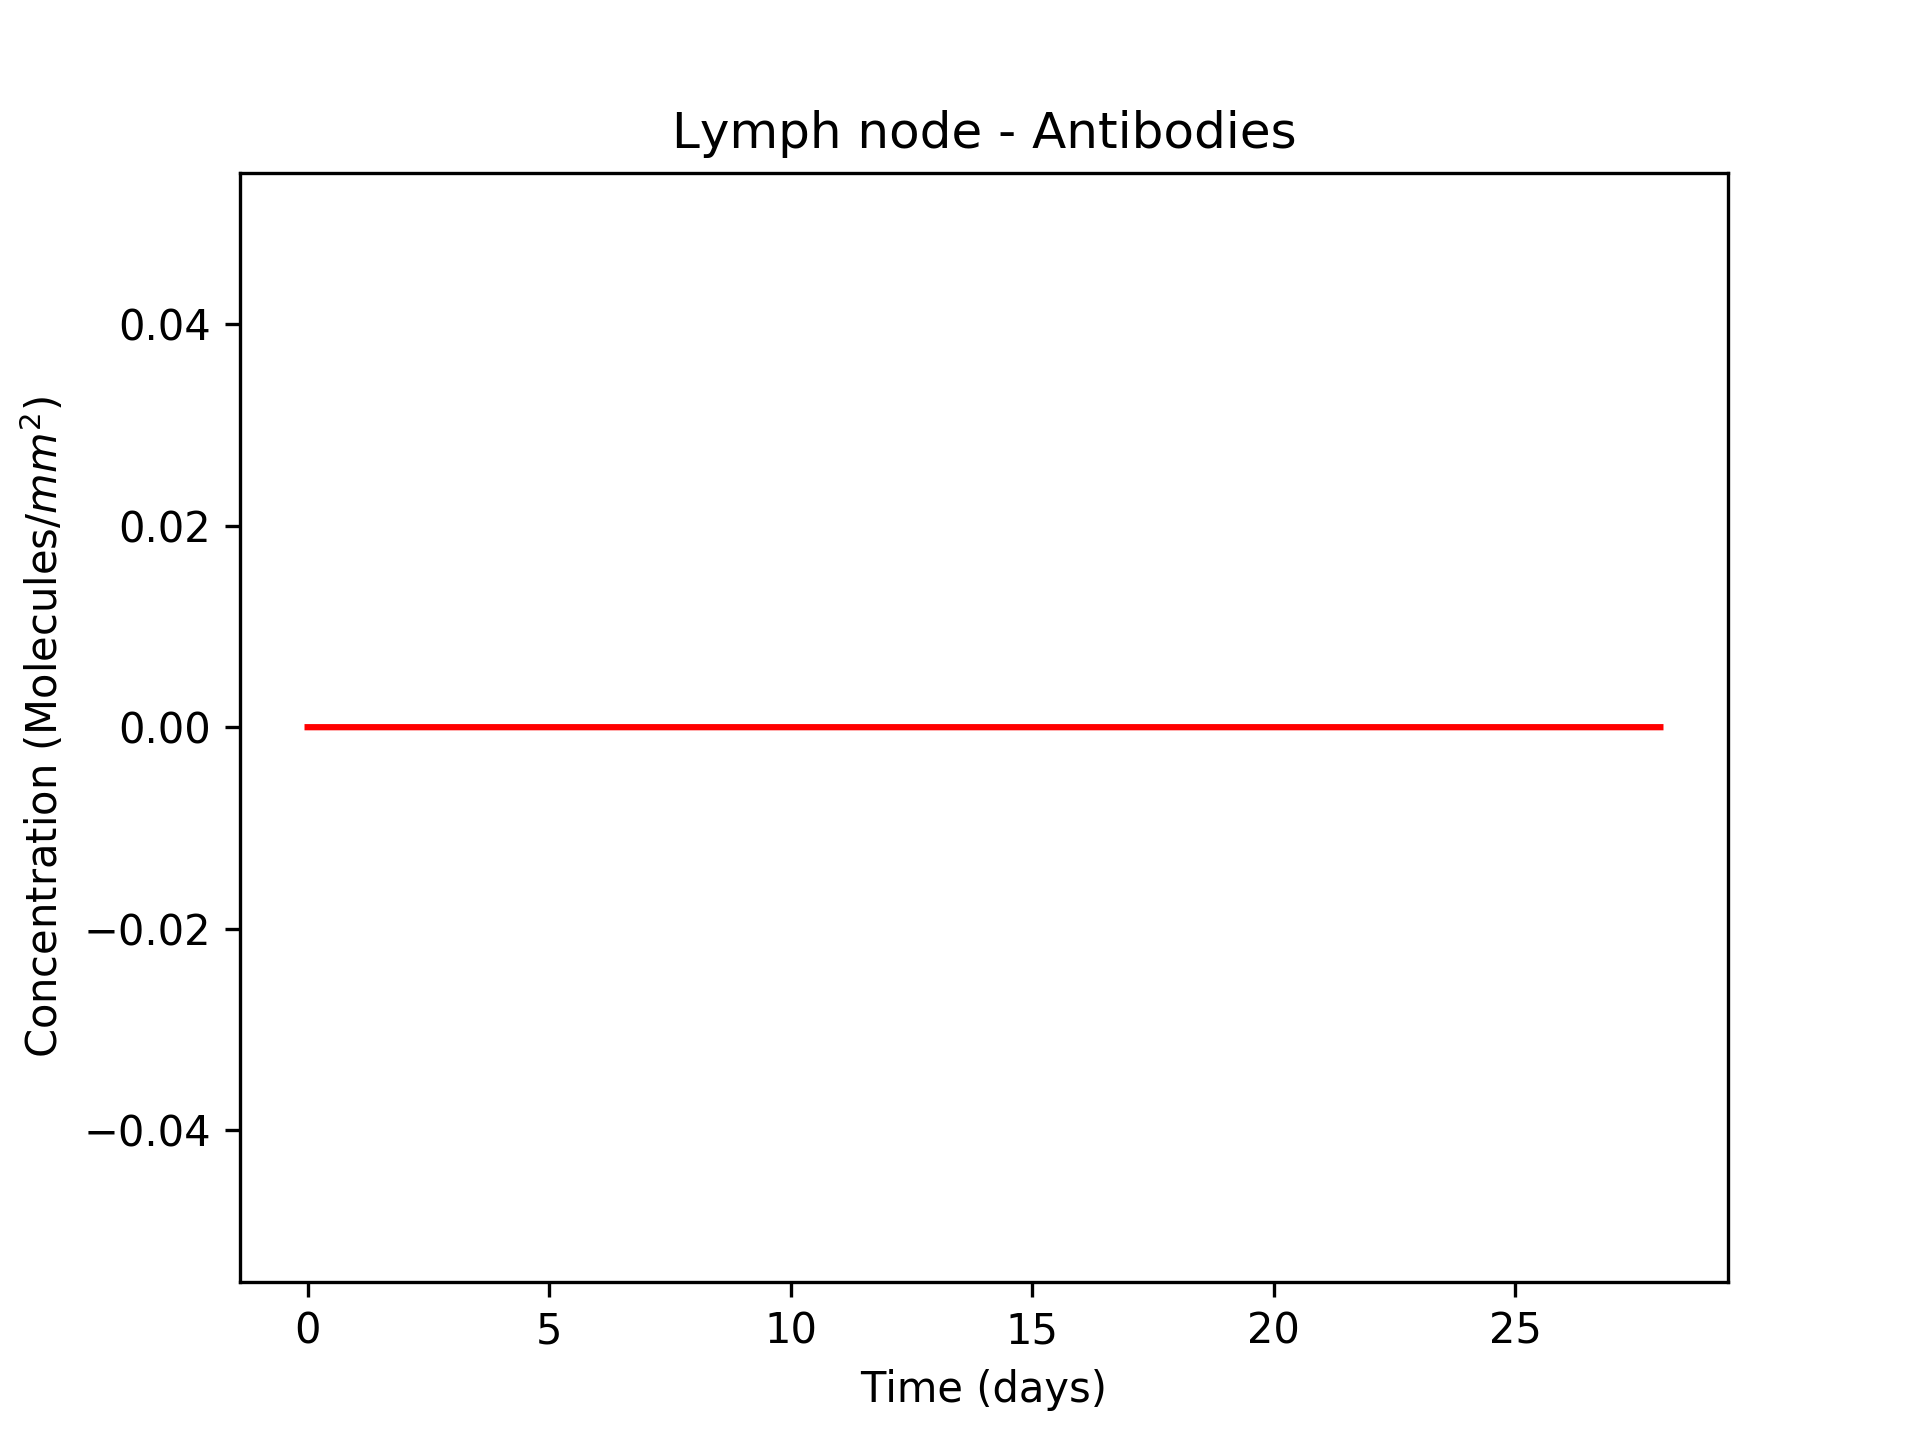 Lymph node - Antibodies
Concentration (Molecules/mm²)
0.04
0.02
0.00
−0.02
−0.04
0 5 10 15 20 25
Time (days)